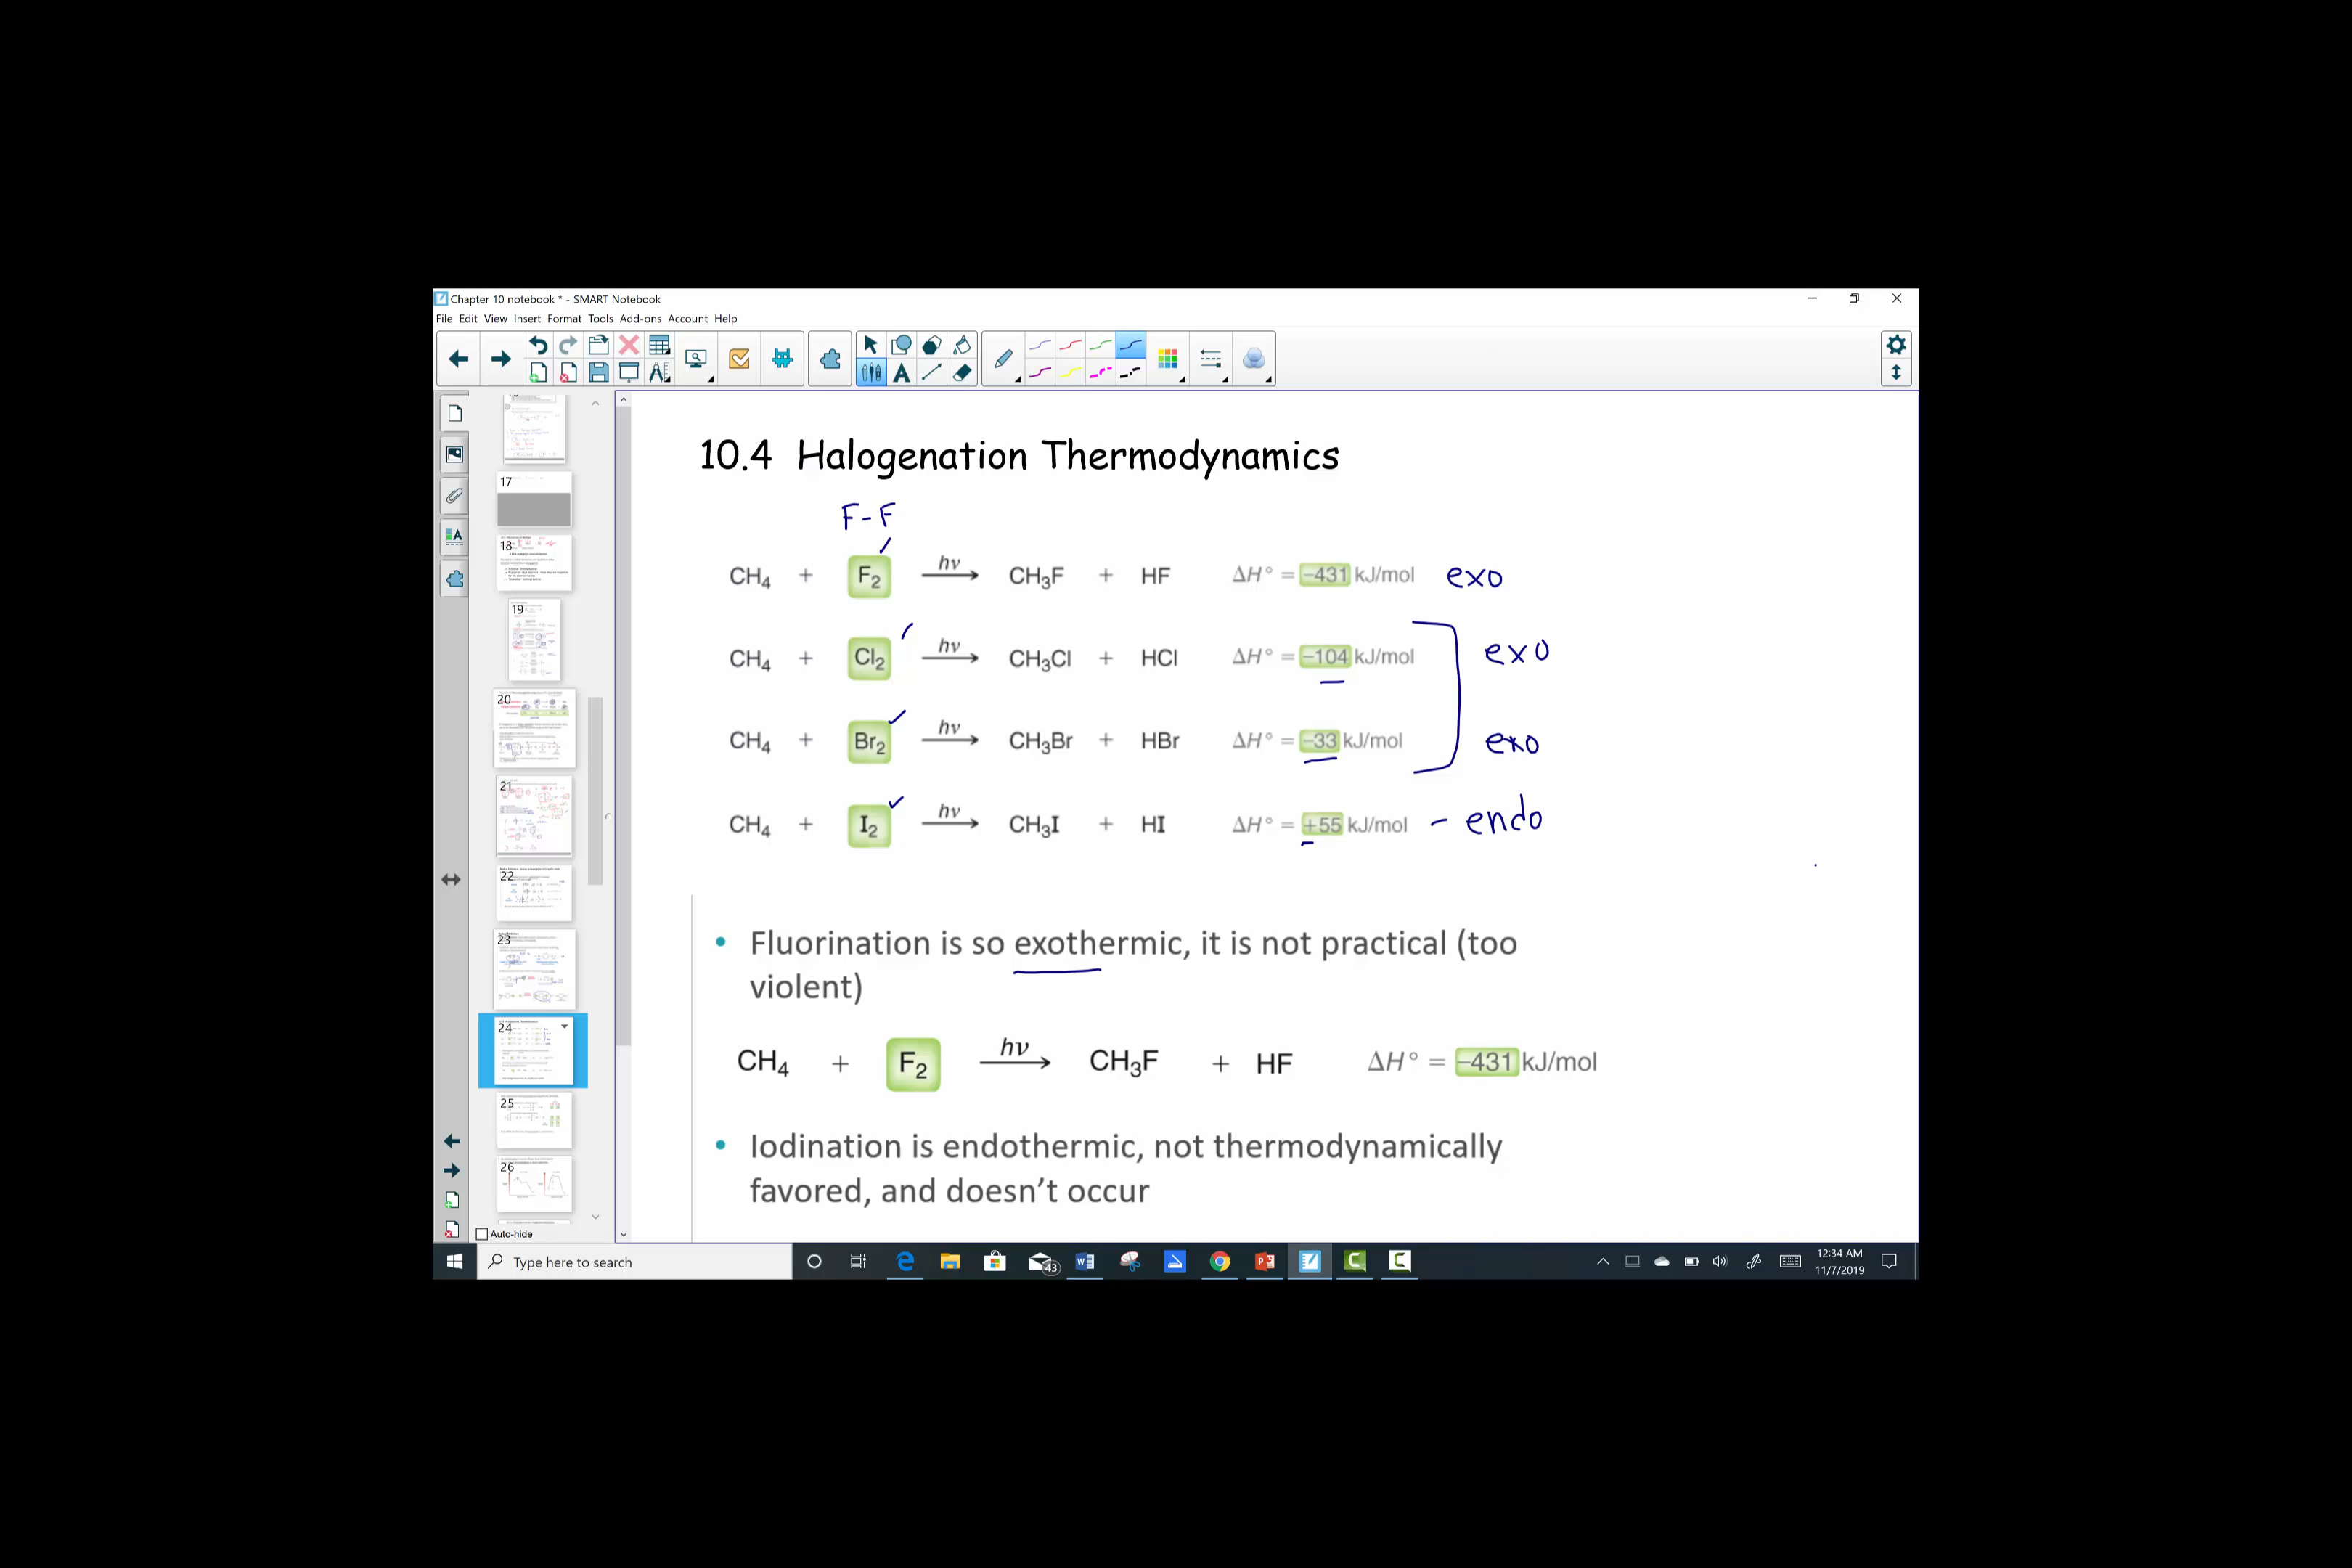 Chapter 10 notebook * - SMART Notebook
File Edit View Insert Format Tools Add-ons Account Help
10.4 Halogenation Thermodynamics
F-F
CH4 + F2 hν CH3F + HF ΔH° = −431 kJ/mol exo
CH4 + Cl2 hν CH3Cl + HCl ΔH° = −104 kJ/mol exo
CH4 + Br2 hν CH3Br + HBr ΔH° = −33 kJ/mol exo
CH4 + I2 hν CH3I + HI ΔH° = +55 kJ/mol - endo
• Fluorination is so exothermic, it is not practical (too
violent)
CH4 + F2 hν CH3F + HF ΔH° = −431 kJ/mol
• Iodination is endothermic, not thermodynamically
favored, and doesn't occur
17
18
19
20
21
22
23
24
25
26
Auto-hide
Type here to search
43
12:34 AM
11/7/2019